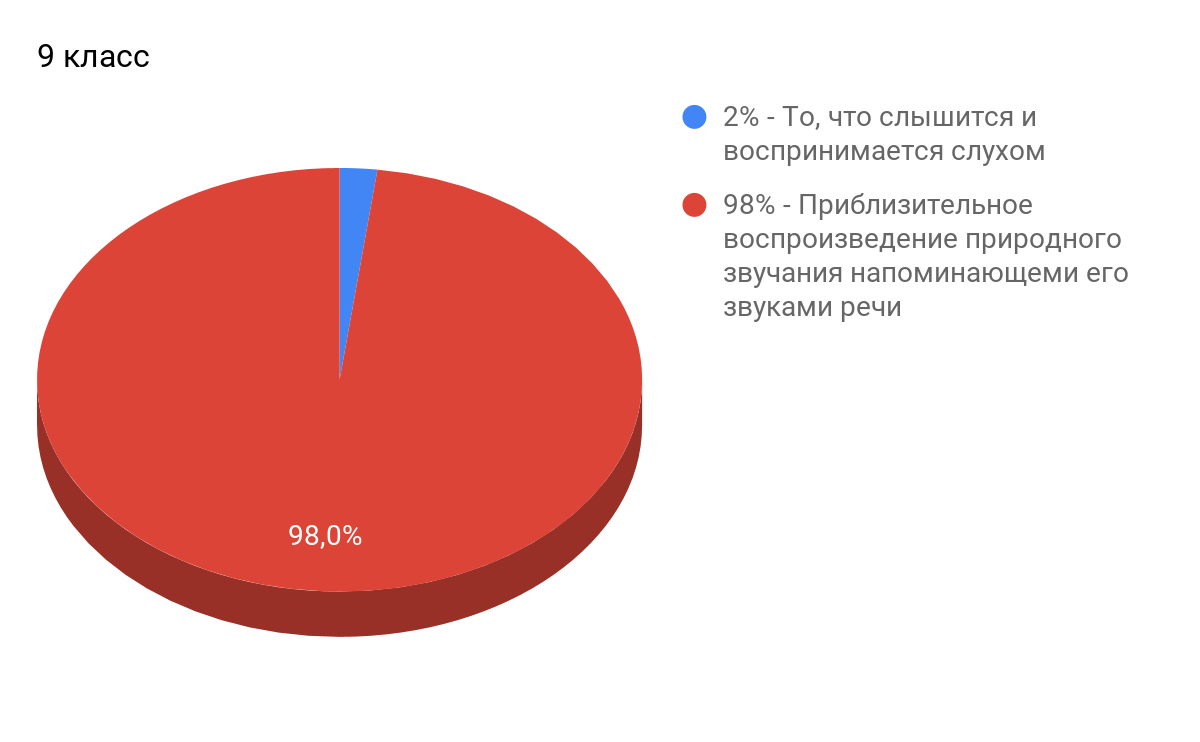 9 класс
2% - То, что слышится и
воспринимается слухом
98% - Приблизительное
воспроизведение природного
звучания напоминающеми его
звуками речи
98,0%